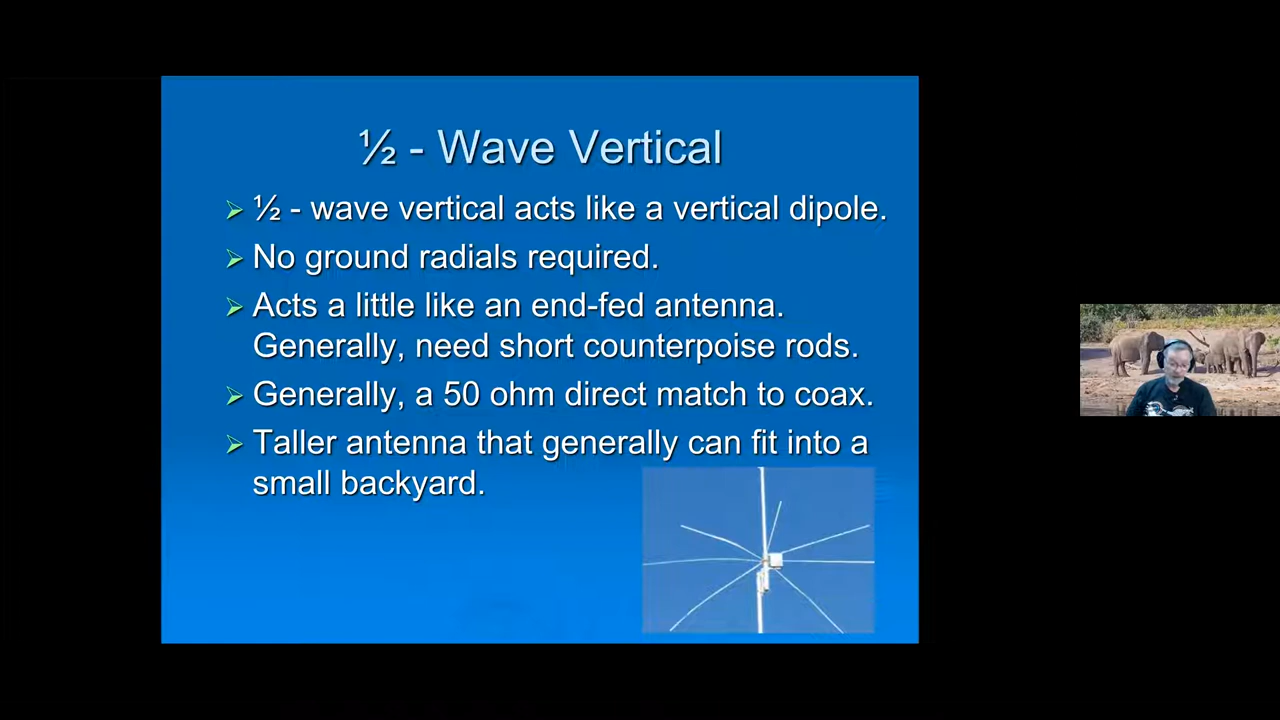 ½ - Wave Vertical
½ - wave vertical acts like a vertical dipole.
No ground radials required.
Acts a little like an end-fed antenna.
Generally, need short counterpoise rods.
Generally, a 50 ohm direct match to coax.
Taller antenna that generally can fit into a
small backyard.